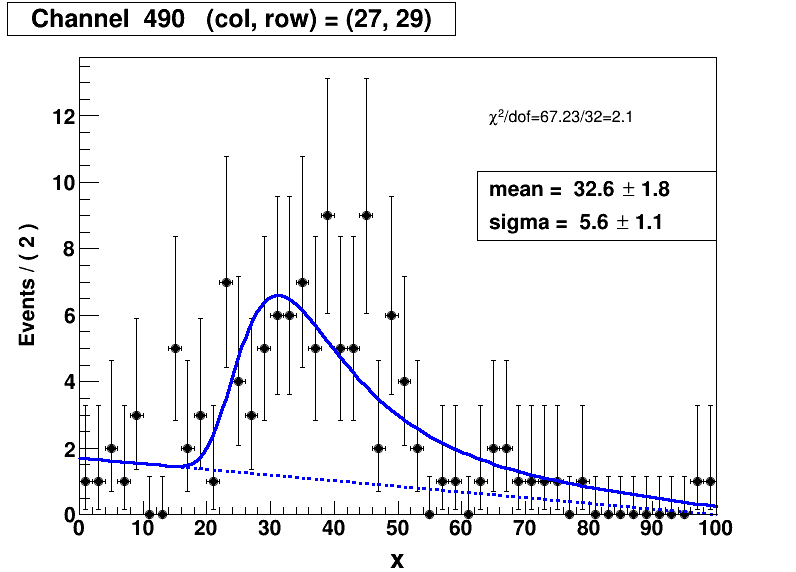 Channel 490 (col, row) = (27, 29)
χ²/dof=67.23/32=2.1
mean = 32.6 ± 1.8
sigma = 5.6 ± 1.1
Events / ( 2 )
12
10
8
6
4
2
0
0 10 20 30 40 50 60 70 80 90 100
x